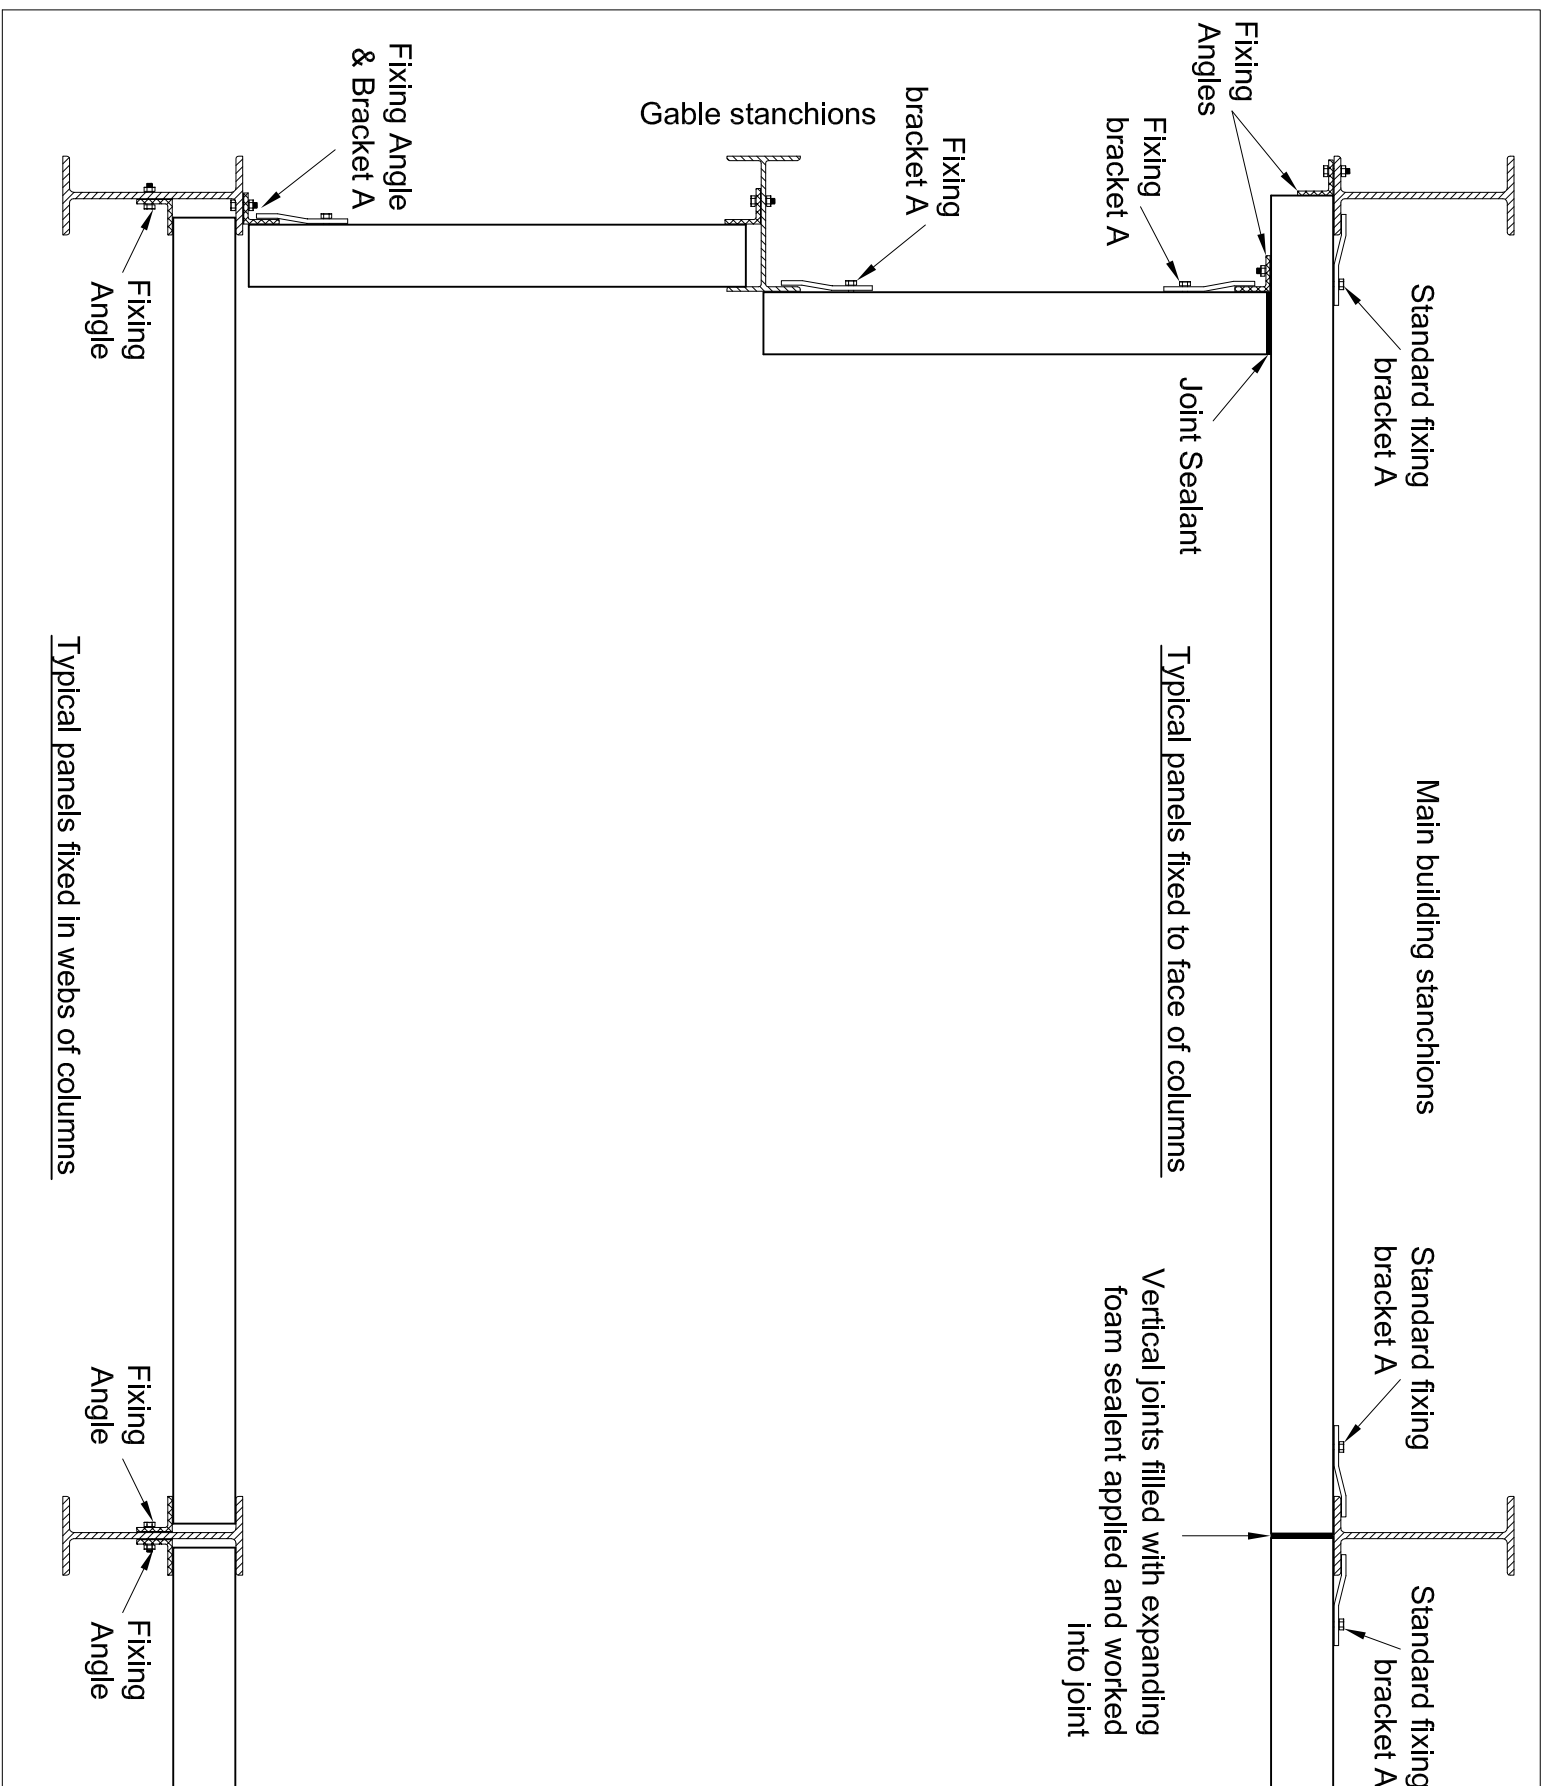 Fixing
Angles
Standard fixing
bracket A
Main building stanchions
Standard fixing
bracket A
Standard fixing
bracket A
Fixing
bracket A
Joint Sealant
Typical panels fixed to face of columns
Vertical joints filled with expanding
foam sealent applied and worked
into joint
Fixing
bracket A
Gable stanchions
Fixing Angle
& Bracket A
Fixing
Angle
Fixing
Angle
Fixing
Angle
Typical panels fixed in webs of columns